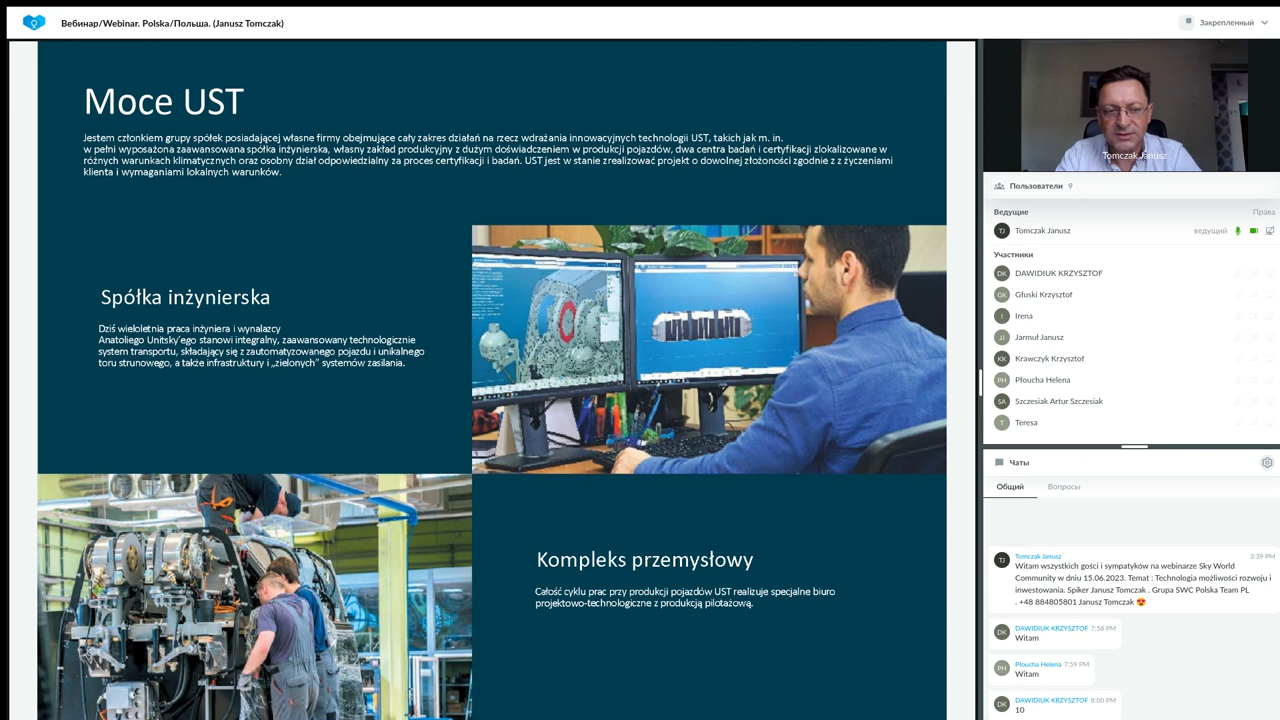 Вебинар/Webinar. Polska/Польша. (Janusz Tomczak)
Закрепленный
Moce UST
Jestem członkiem grupy spółek posiadającej własne firmy obejmujące cały zakres działań na rzecz wdrażania innowacyjnych technologii UST, takich jak m. in.
w pełni wyposażona zaawansowana spółka inżynierska, własny zakład produkcyjny z dużym doświadczeniem w produkcji pojazdów, dwa centra badań i certyfikacji zlokalizowane w
różnych warunkach klimatycznych oraz osobny dział odpowiedzialny za proces certyfikacji i badań. UST jest w stanie zrealizować projekt o dowolnej złożoności zgodnie z z życzeniami
klienta i wymaganiami lokalnych warunków.
Spółka inżynierska
Dziś wieloletnia praca inżyniera i wynalazcy
Anatoliego Unitsky'ego stanowi integralny, zaawansowany technologicznie
system transportu, składający się z zautomatyzowanego pojazdu i unikalnego
toru strunowego, a także infrastruktury i „zielonych” systemów zasilania.
Kompleks przemysłowy
Całość cyklu prac przy produkcji pojazdów UST realizuje specjalne biuro
projektowo-technologiczne z produkcją pilotażową.
Tomczak Janusz
Пользователи 9
Ведущие Права
TJ Tomczak Janusz ведущий
Участники
DK DAWIDIUK KRZYSZTOF
GK Głuski Krzysztof
I Irena
JJ Jarmuł Janusz
KK Krawczyk Krzysztof
PH Płoucha Helena
SA Szczesiak Artur Szczesiak
T Teresa
Чаты
Общий Вопросы
TJ Tomczak Janusz 3:39 PM
Witam wszystkich gości i sympatyków na webinarze Sky World
Community w dniu 15.06.2023. Temat : Technologia możliwości rozwoju i
inwestowania. Spiker Janusz Tomczak . Grupa SWC Polska Team PL
. +48 884805801 Janusz Tomczak 😍
DK DAWIDIUK KRZYSZTOF 7:58 PM
Witam
PH Płoucha Helena 7:59 PM
Witam
DK DAWIDIUK KRZYSZTOF 8:00 PM
10